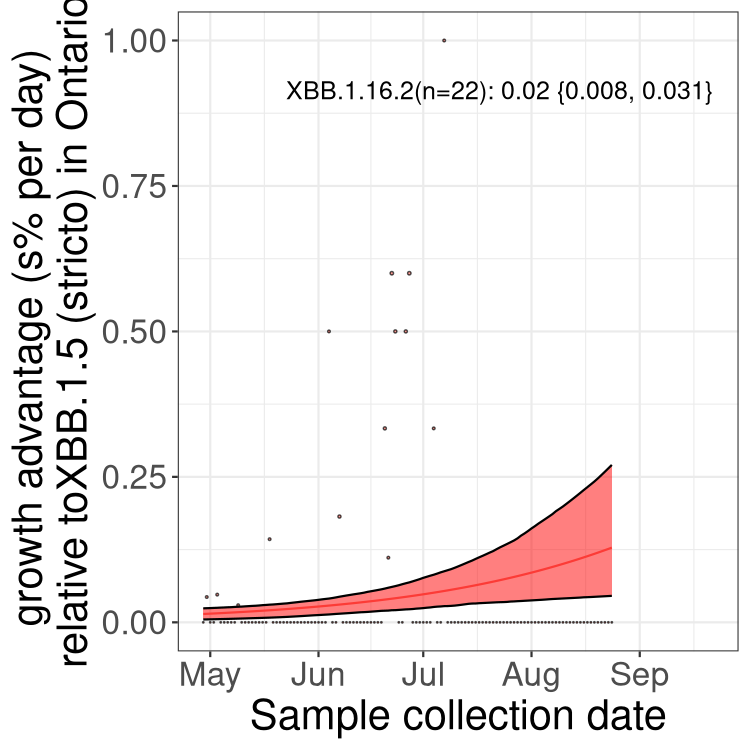 growth advantage (s% per day)
relative toXBB.1.5 (stricto) in Ontario
1.00
XBB.1.16.2(n=22): 0.02 {0.008, 0.031}
0.75
0.50
0.25
0.00
May Jun Jul Aug Sep
Sample collection date